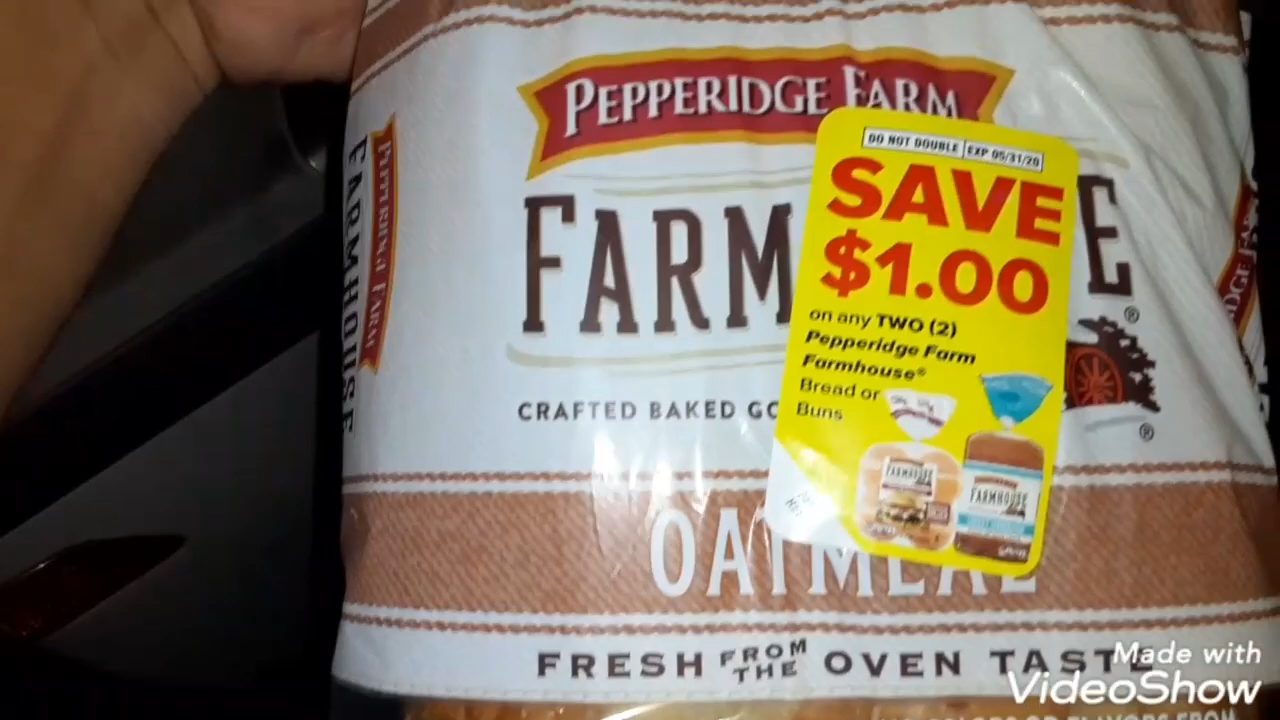 PEPPERIDGE FARM
FARM E
®
CRAFTED BAKED GO
®
OATMEAL
FRESH FROM THE OVEN TASTE
PEPPERIDGE FARM
FARMHOUSE
DO NOT DOUBLE EXP 05/31/20
SAVE
$1.00
on any TWO (2)
Pepperidge Farm
Farmhouse®
Bread or
Buns
FARMHOUSE
FARMHOUSE
Made with
VideoShow